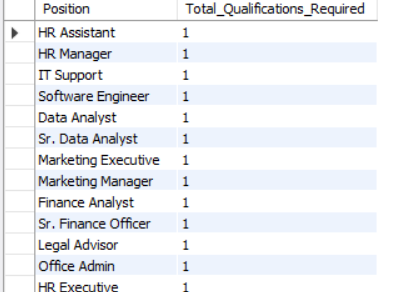 Position Total_Qualifications_Required
HR Assistant 1
HR Manager 1
IT Support 1
Software Engineer 1
Data Analyst 1
Sr. Data Analyst 1
Marketing Executive 1
Marketing Manager 1
Finance Analyst 1
Sr. Finance Officer 1
Legal Advisor 1
Office Admin 1
HR Executive 1